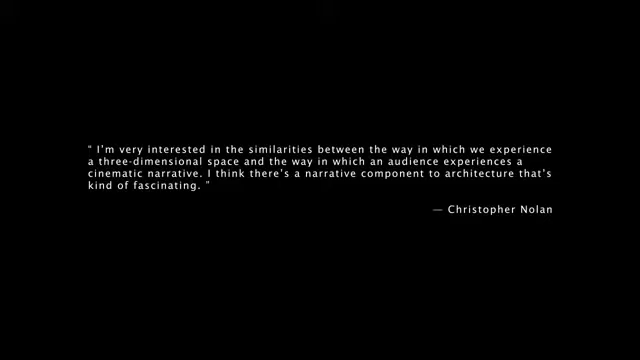 " I'm very interested in the similarities between the way in which we experience
a three-dimensional space and the way in which an audience experiences a
cinematic narrative. I think there's a narrative component to architecture that's
kind of fascinating. "
— Christopher Nolan